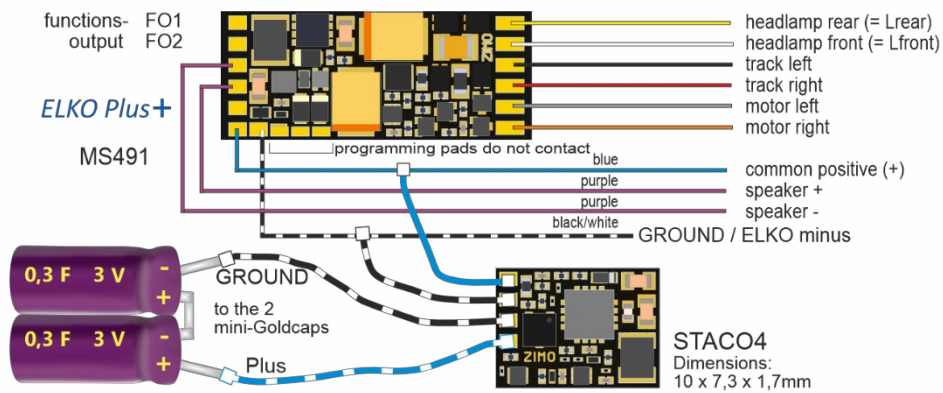 functions- FO1
output FO2
ZIMO
headlamp rear (= Lrear)
headlamp front (= Lfront)
track left
track right
motor left
motor right
ELKO Plus+
MS491
programming pads do not contact
blue
common positive (+)
purple
speaker +
purple
speaker -
black/white
GROUND / ELKO minus
0,3 F 3 V -
+
GROUND
to the 2
mini-Goldcaps
0,3 F 3 V -
+
Plus
ZIMO
STACO4
Dimensions:
10 x 7,3 x 1,7mm